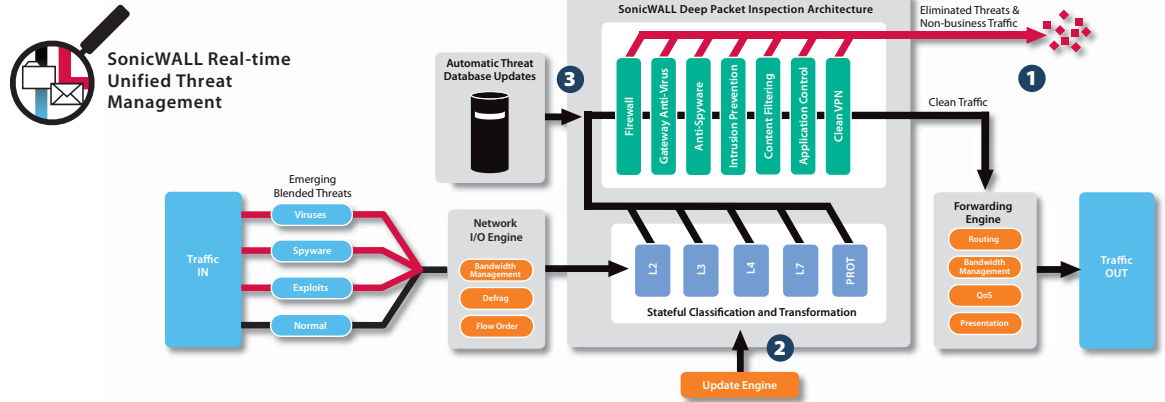 SonicWALL Real-time
Unified Threat
Management
SonicWALL Deep Packet Inspection Architecture
Eliminated Threats &
Non-business Traffic
1
Automatic Threat
Database Updates
3
Firewall
Gateway Anti-Virus
Anti-Spyware
Intrusion Prevention
Content Filtering
Application Control
Clean VPN
Clean Traffic
Emerging
Blended Threats
Traffic
IN
Viruses
Spyware
Exploits
Normal
Network
I/O Engine
Bandwidth
Management
Defrag
Flow Order
L2
L3
L4
L7
PROT
Stateful Classification and Transformation
2
Update Engine
Forwarding
Engine
Routing
Bandwidth
Management
QoS
Presentation
Traffic
OUT